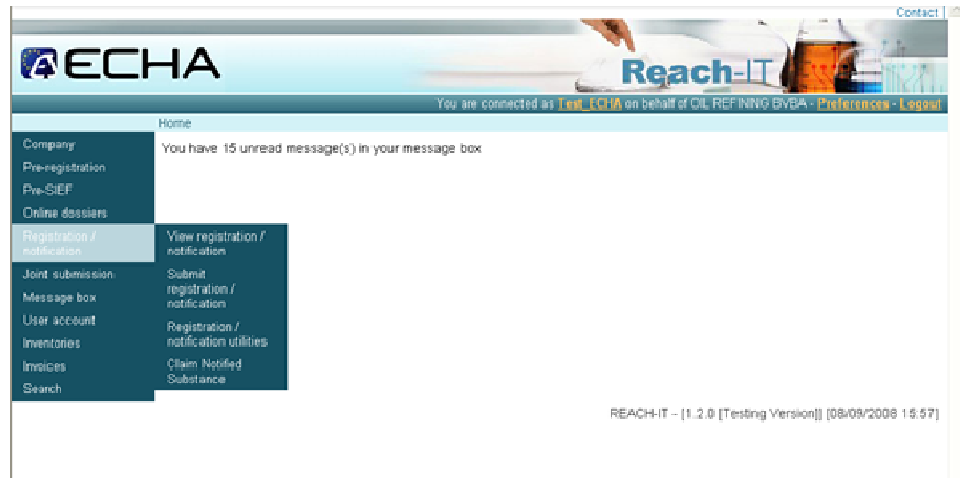 Contact |
ECHA
Reach-IT
You are connected as Test_ECHA on behalf of OIL REFINING BVBA - Preferences - Logout
Home
You have 15 unread message(s) in your message box
Company
Pre-registration
Pre-SIEF
Online dossiers
Registration /
notification
View registration /
notification
Submit
registration /
notification
Registration /
notification utilities
Claim Notified
Substance
Joint submission
Message box
User account
Inventories
Invoices
Search
REACH-IT - [1.2.0 [Testing Version]] [08/09/2008 15:57]